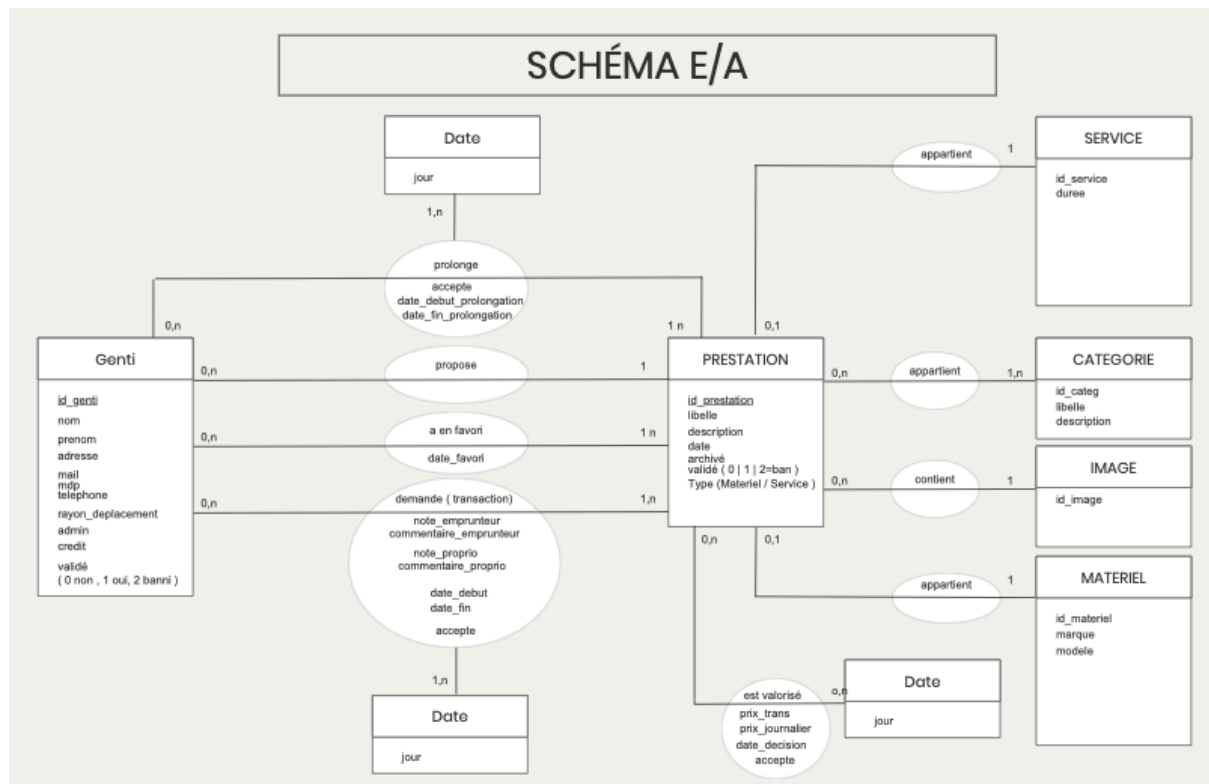 SCHÉMA E/A
Date
jour
1,n
prolonge
accepte
date_debut_prolongation
date_fin_prolongation
0,n
1 n
appartient
1
0,1
SERVICE
id_service
duree
Genti
id_genti
nom
prenom
adresse
mail
mdp
telephone
rayon_deplacement
admin
credit
validé
( 0 non , 1 oui, 2 banni )
0,n
propose
1
0,n
a en favori
date_favori
1 n
0,n
demande ( transaction)
note_emprunteur
commentaire_emprunteur
note_proprio
commentaire_proprio
date_debut
date_fin
accepte
1,n
1,n
Date
jour
PRESTATION
id_prestation
libelle
description
date
archivé
validé ( 0 | 1 | 2=ban )
Type (Materiel / Service )
0,n
appartient
1,n
CATEGORIE
id_categ
libelle
description
0,n
contient
1
IMAGE
id_image
0,1
appartient
1
MATERIEL
id_materiel
marque
modele
0,n
est valorisé
prix_trans
prix_journalier
date_decision
accepte
o,n
Date
jour